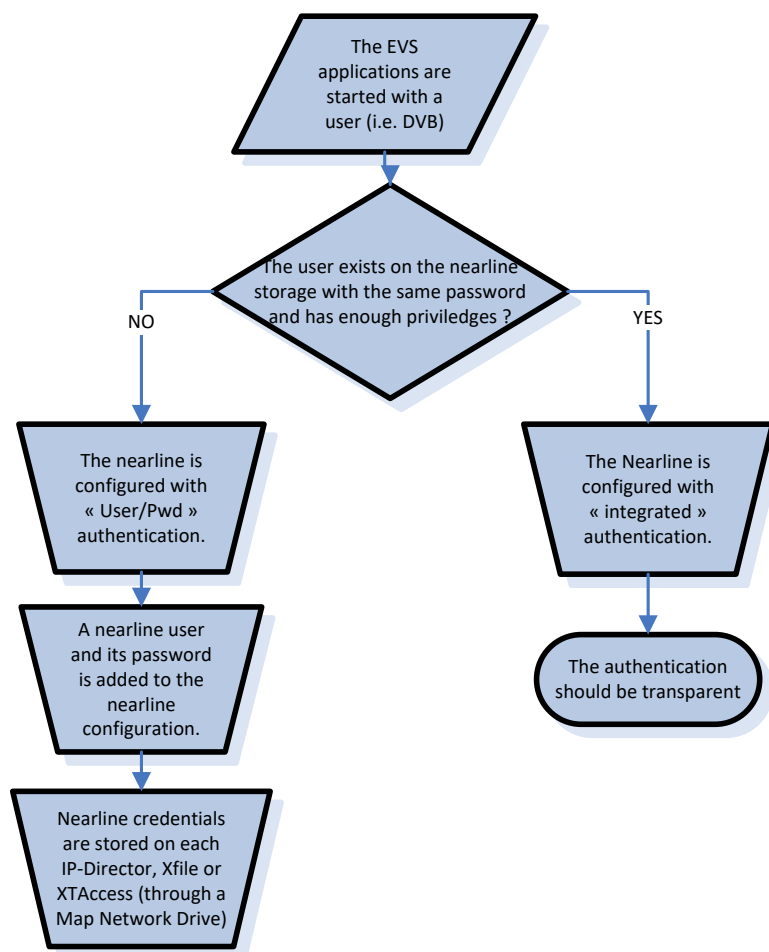 The EVS
applications are
started with a
user (i.e. DVB)
The user exists on the nearline
storage with the same password
and has enough priviledges ?
NO
YES
The nearline is
configured with
« User/Pwd »
authentication.
The Nearline is
configured with
« integrated »
authentication.
A nearline user
and its password
is added to the
nearline
configuration.
The authentication
should be transparent
Nearline credentials
are stored on each
IP-Director, Xfile or
XTAccess (through a
Map Network Drive)